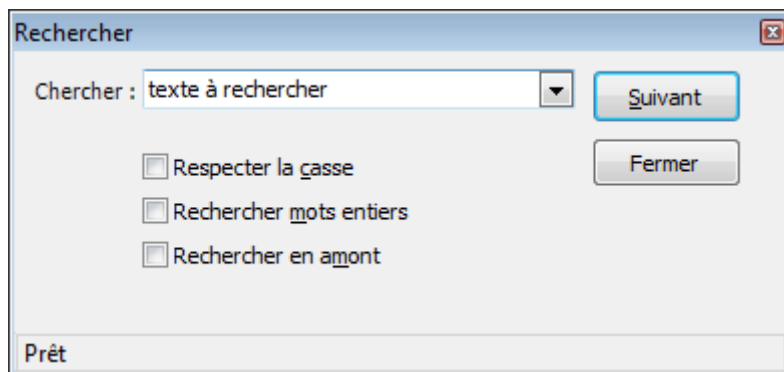 Rechercher
Chercher : texte à rechercher
Suivant
Respecter la casse
Fermer
Rechercher mots entiers
Rechercher en amont
Prêt